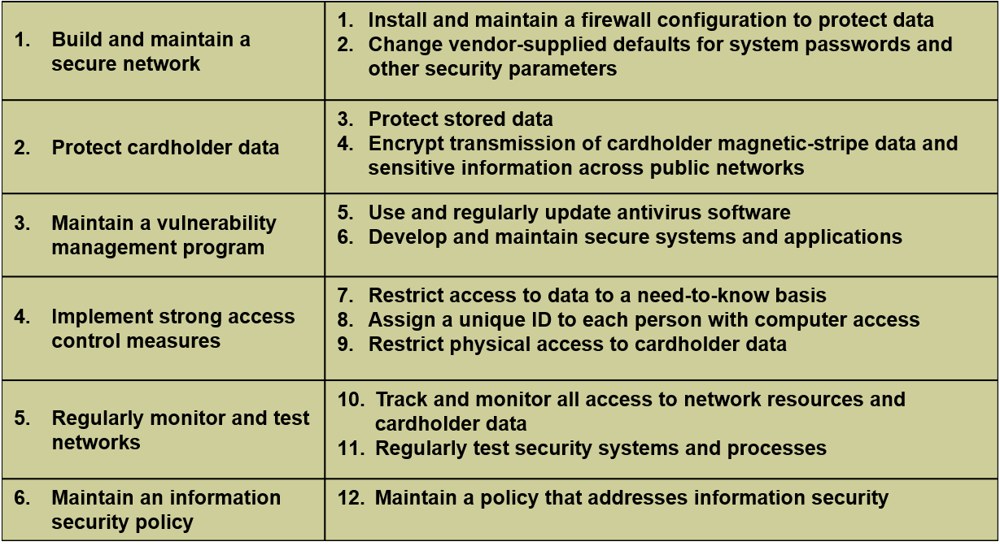 1. Build and maintain a
secure network
1. Install and maintain a firewall configuration to protect data
2. Change vendor-supplied defaults for system passwords and
other security parameters
2. Protect cardholder data
3. Protect stored data
4. Encrypt transmission of cardholder magnetic-stripe data and
sensitive information across public networks
3. Maintain a vulnerability
management program
5. Use and regularly update antivirus software
6. Develop and maintain secure systems and applications
4. Implement strong access
control measures
7. Restrict access to data to a need-to-know basis
8. Assign a unique ID to each person with computer access
9. Restrict physical access to cardholder data
5. Regularly monitor and test
networks
10. Track and monitor all access to network resources and
cardholder data
11. Regularly test security systems and processes
6. Maintain an information
security policy
12. Maintain a policy that addresses information security